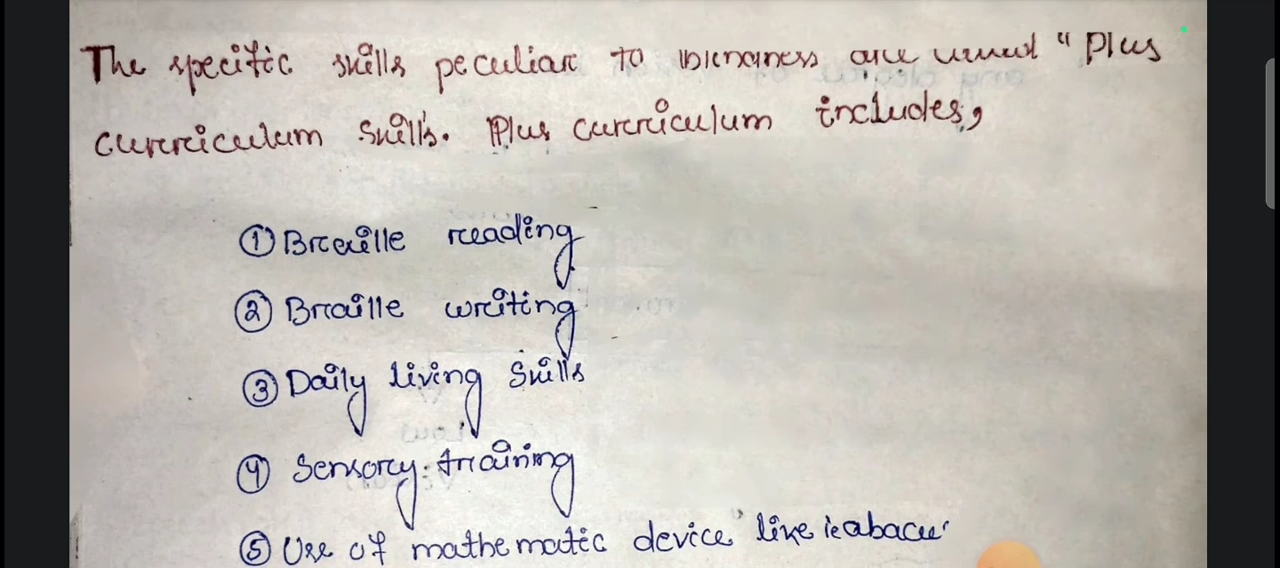 The specific skills peculiar to blindness are "Plus
curriculum skills. Plus curriculum includes,
① Braille reading
② Braille writing
③ Daily living skills
④ Sensory training
⑤ Use of mathematic device like abacus